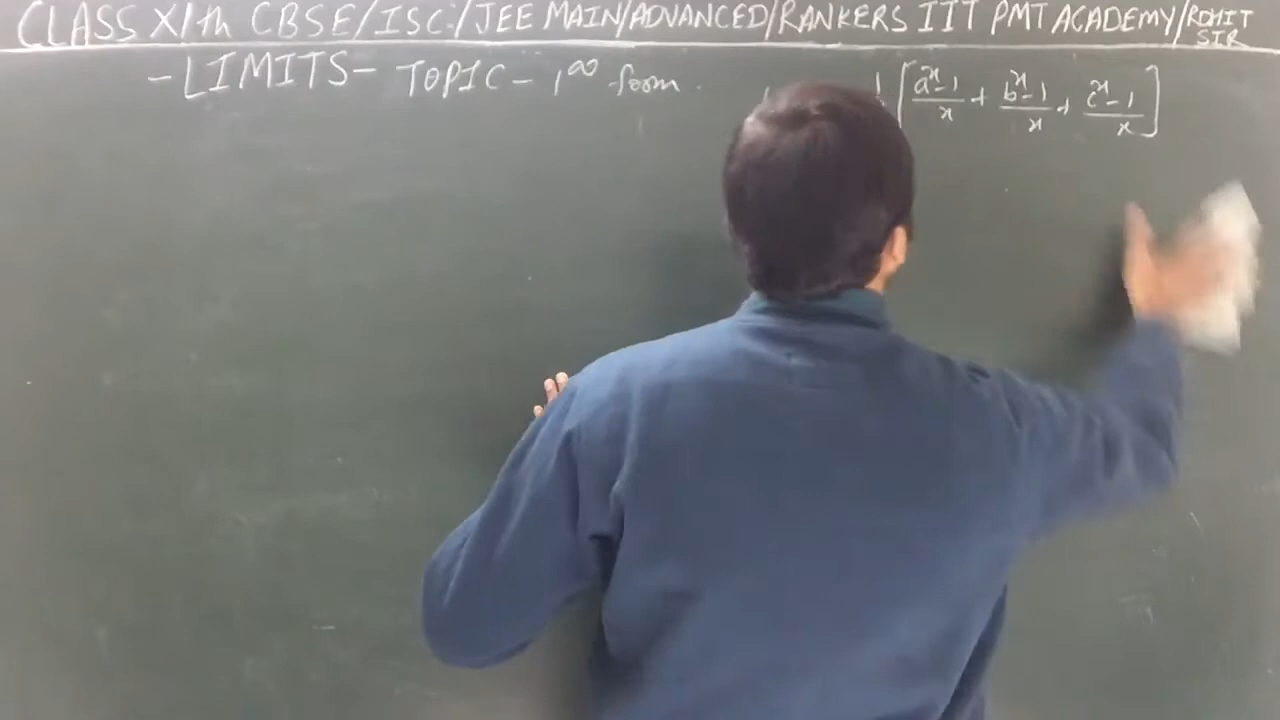 CLASS XIth CBSE/ISC/JEE MAIN/ADVANCED/RANKERS IIT PMT ACADEMY/ROHIT SIR
-LIMITS- TOPIC - 1^∞ form.
[a^x-1/x + b^x-1/x + c^x-1/x]